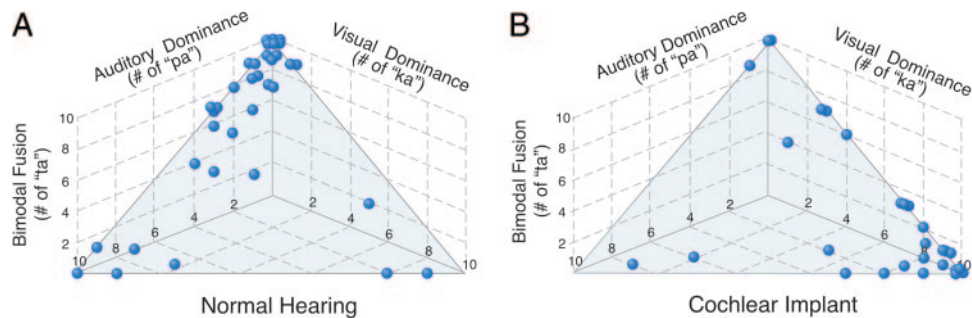 A
Auditory Dominance
(# of “pa”)
Visual Dominance
(# of “ka”)
Bimodal Fusion
(# of “ta”)
10
8
6
4
2
10
8
6
4
2
2
4
6
8
10
Normal Hearing
B
Auditory Dominance
(# of “pa”)
Visual Dominance
(# of “ka”)
Bimodal Fusion
(# of “ta”)
10
8
6
4
2
10
8
6
4
2
2
4
6
8
10
Cochlear Implant